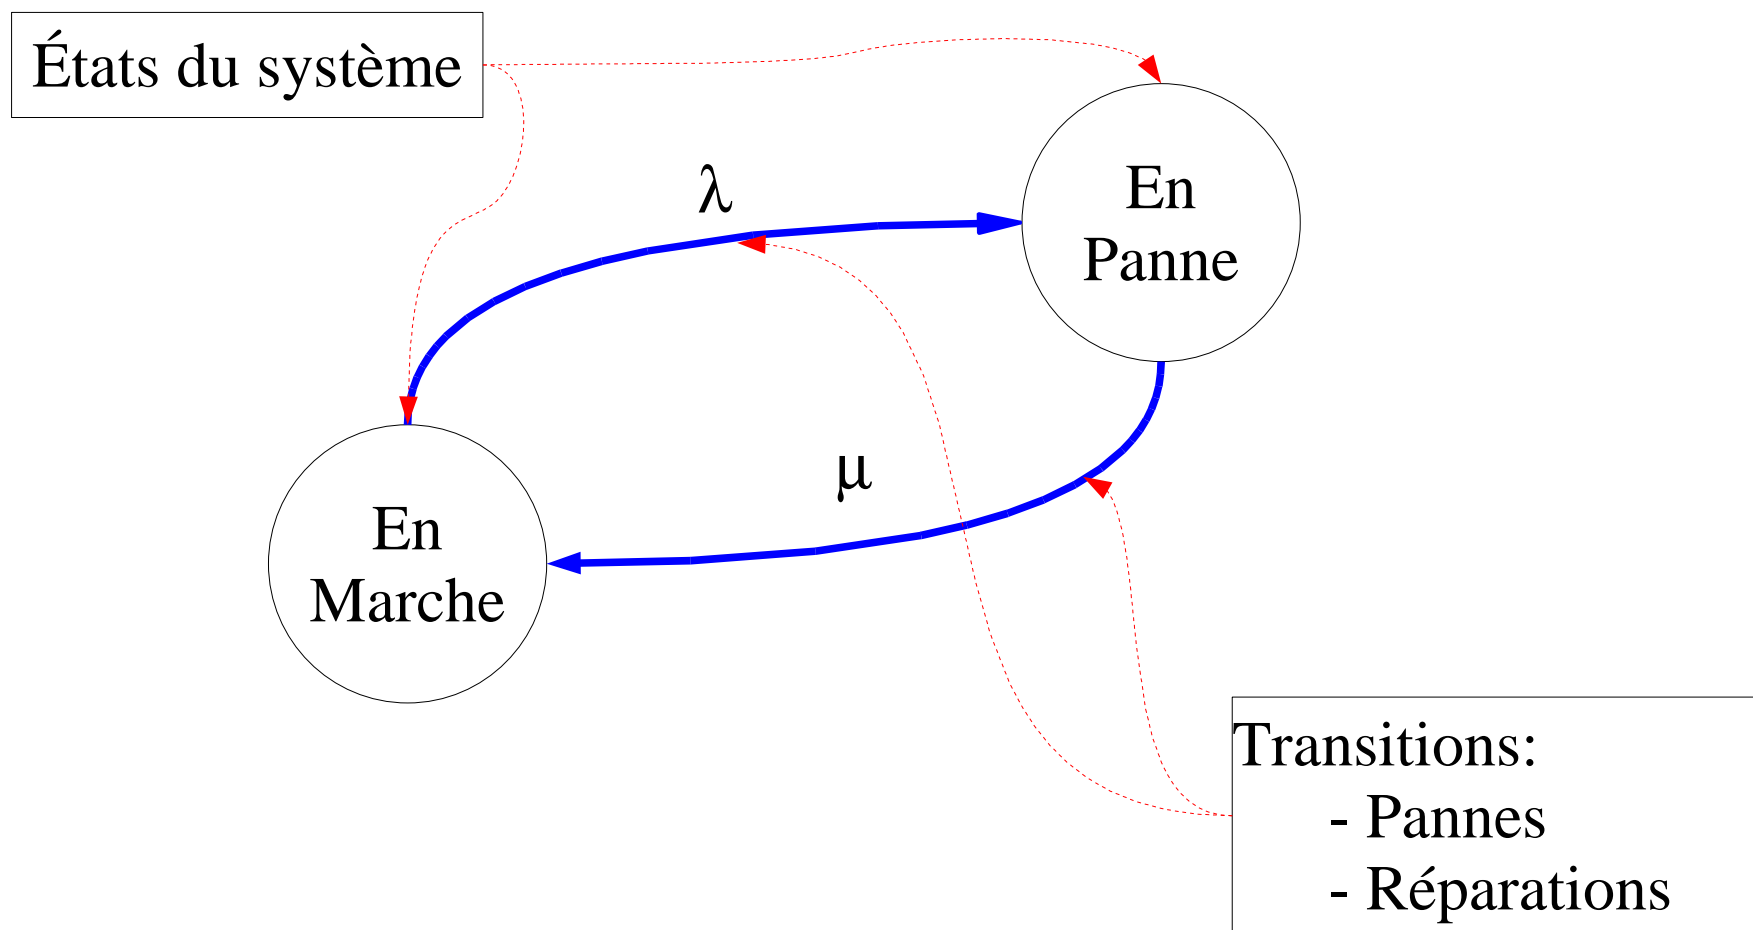 États du système
λ
En
Panne
μ
En
Marche
Transitions:
- Pannes
- Réparations